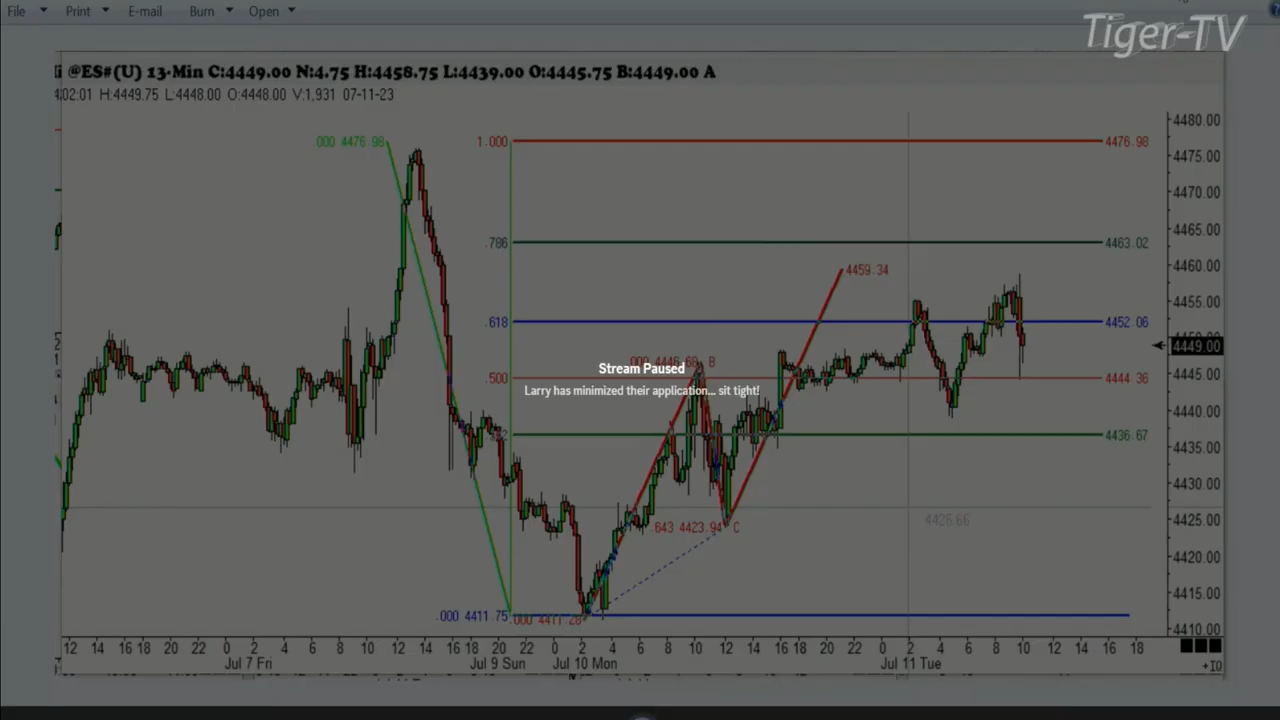 File Print E-mail Burn Open
Tiger-TV
@ES#(U) 13-Min C:4449.00 N:4.75 H:4458.75 L:4439.00 O:4445.75 B:4449.00 A
402:01 H:4449.75 L:4448.00 O:4448.00 V:1,931 07-11-23
4480.00
.000 4476.98 1.000 4476.98
4475.00
4470.00
4465.00
.786 4463.02
4460.00
4459.34
4455.00
.618 4452.06
4449.00
000 4446.68 B
Stream Paused
4445.00
.500 4444.36
Larry has minimized their application... sit tight!
4440.00
4436.67
4435.00
4430.00
4426.66
4425.00
.643 4423.94 C
4420.00
4415.00
.000 4411.75 .000 4411.28
4410.00
12 14 16 18 20 22 0 2 4 6 8 10 12 14 16 18 20 22 0 2 4 6 8 10 12 14 16 18 20 22 0 2 4 6 8 10 12 14 16 18
Jul 7 Fri Jul 9 Sun Jul 10 Mon Jul 11 Tue